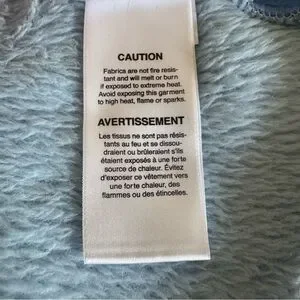 CAUTION
Fabrics are not fire resis-
tant and will melt or burn
if exposed to extreme heat.
Avoid exposing this garment
to high heat, flame or sparks.
AVERTISSEMENT
Les tissus ne sont pas résis-
tants au feu et se dissou-
draient ou brûleraient s'ils
étaient exposés à une forte
source de chaleur. Évitez
d'exposer ce vêtement vers
une forte chaleur, des
flammes ou des étincelles.